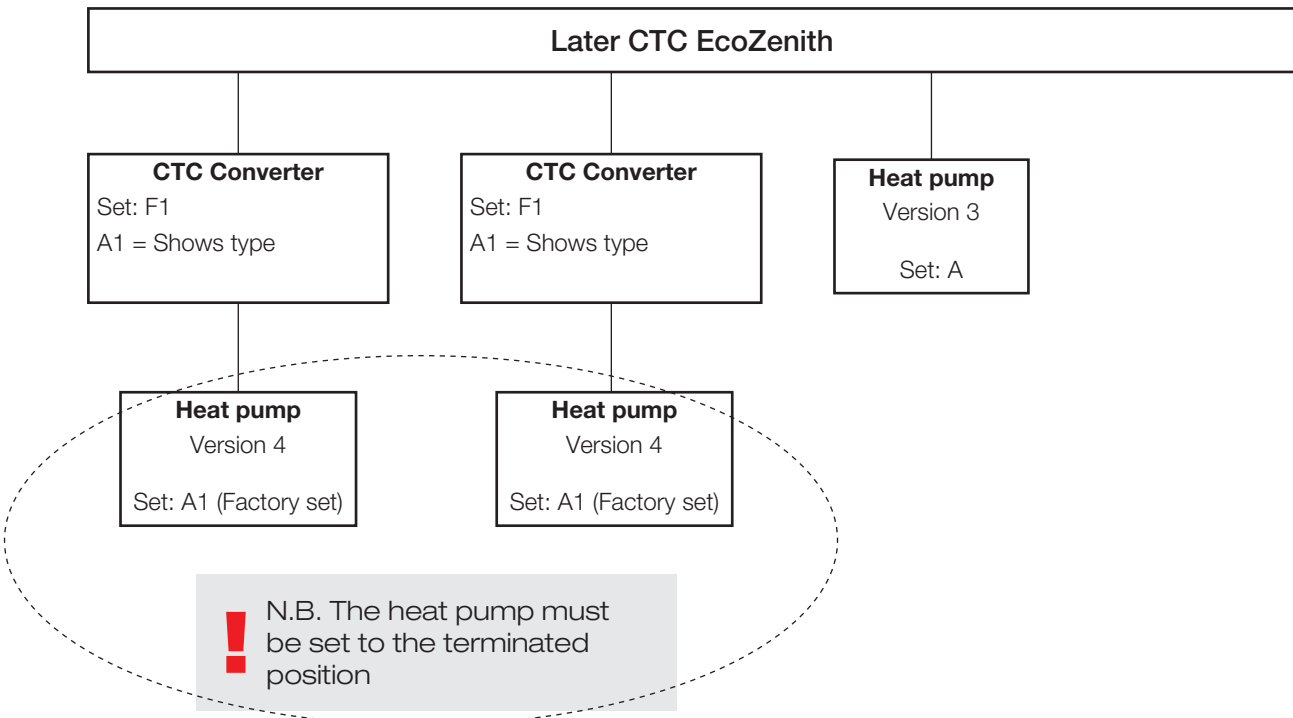 Later CTC EcoZenith
CTC Converter
Set: F1
A1 = Shows type
CTC Converter
Set: F1
A1 = Shows type
Heat pump
Version 3
Set: A
Heat pump
Version 4
Set: A1 (Factory set)
Heat pump
Version 4
Set: A1 (Factory set)
! N.B. The heat pump must
be set to the terminated
position